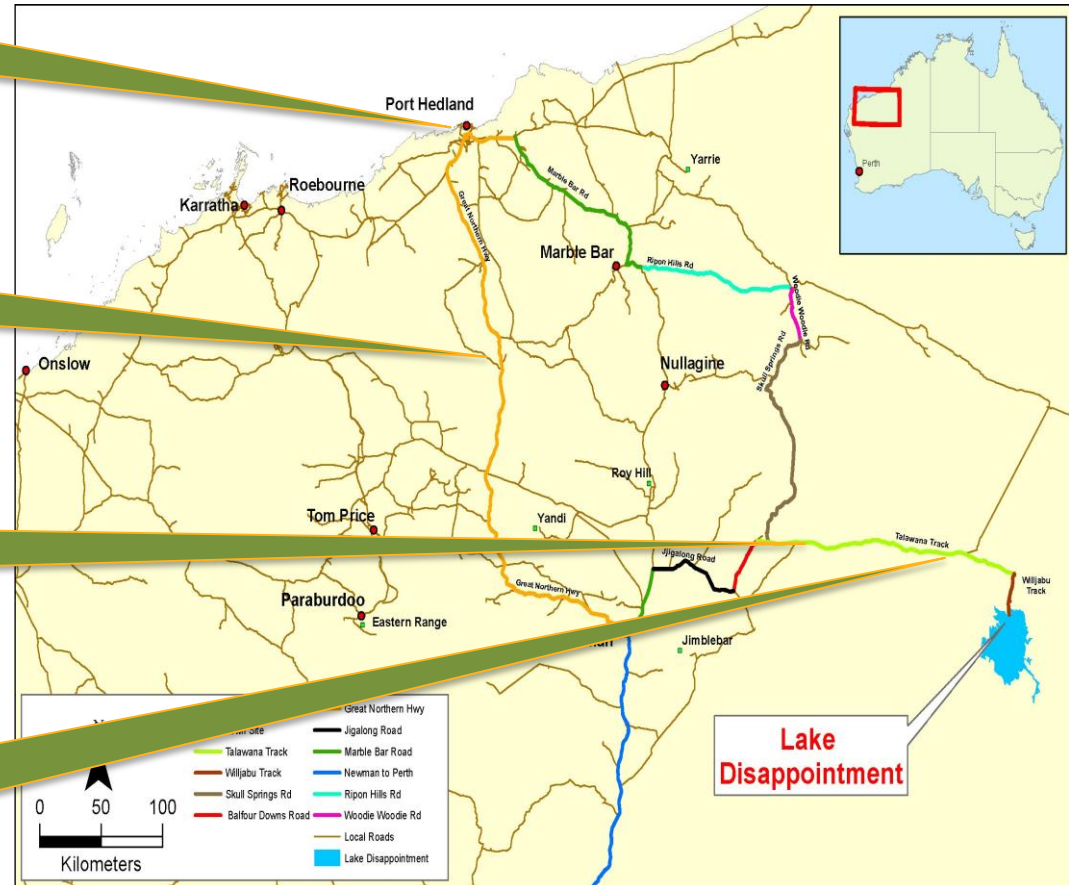 Port Hedland
Perth
Yarrie
Roebourne
Karratha
Marble Bar Rd
Great Northern Hwy
Marble Bar
Ripon Hills Rd
Woodie Woodie Rd
Onslow
Nullagine
Skull Springs Rd
Roy Hill
Tom Price
Yandi
Talawana Track
Jjigalong Road
Willjabu
Track
Great Northern Hwy
Paraburdoo
Eastern Range
Jimblebar
Lake
Disappointment
Great Northern Hwy
Site
Jigalong Road
Talawana Track
Marble Bar Road
Willjabu Track
Newman to Perth
Skull Springs Rd
Ripon Hills Rd
Balfour Downs Road
Woodie Woodie Rd
Local Roads
Lake Disappointment
0 50 100
Kilometers